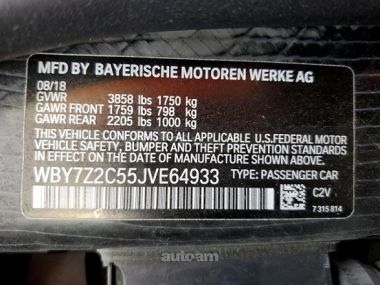 MFD BY BAYERISCHE MOTOREN WERKE AG
08/18
GVWR 3858 lbs 1750 kg
GAWR FRONT 1759 lbs 798 kg
GAWR REAR 2205 lbs 1000 kg
THIS VEHICLE CONFORMS TO ALL APPLICABLE U.S.FEDERAL MOTOR
VEHICLE SAFETY, BUMPER, AND THEFT PREVENTION STANDARDS
IN EFFECT ON THE DATE OF MANUFACTURE SHOWN ABOVE.
WBY7Z2C55JVE64933 TYPE: PASSENGER CAR
C2V
7 315 814
autoam